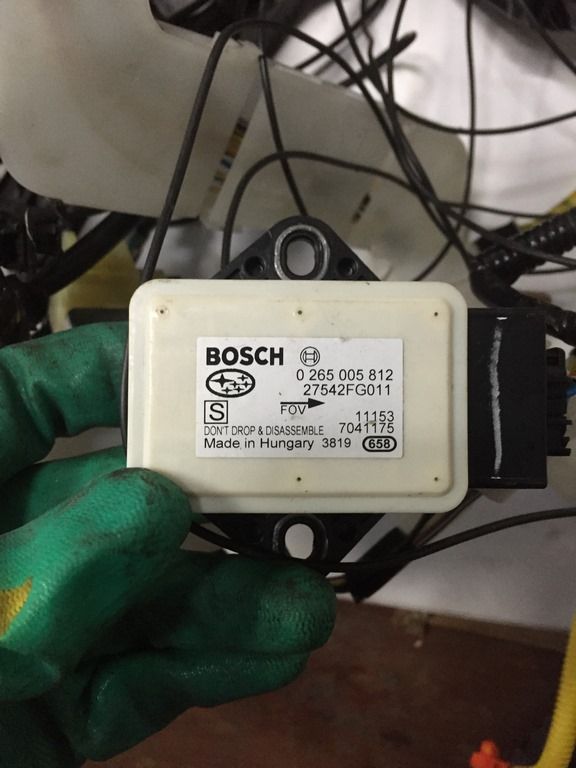 BOSCH
0 265 005 812
27542FG011
S
FOV
11153
DON'T DROP & DISASSEMBLE 7041175
Made in Hungary 3819 658